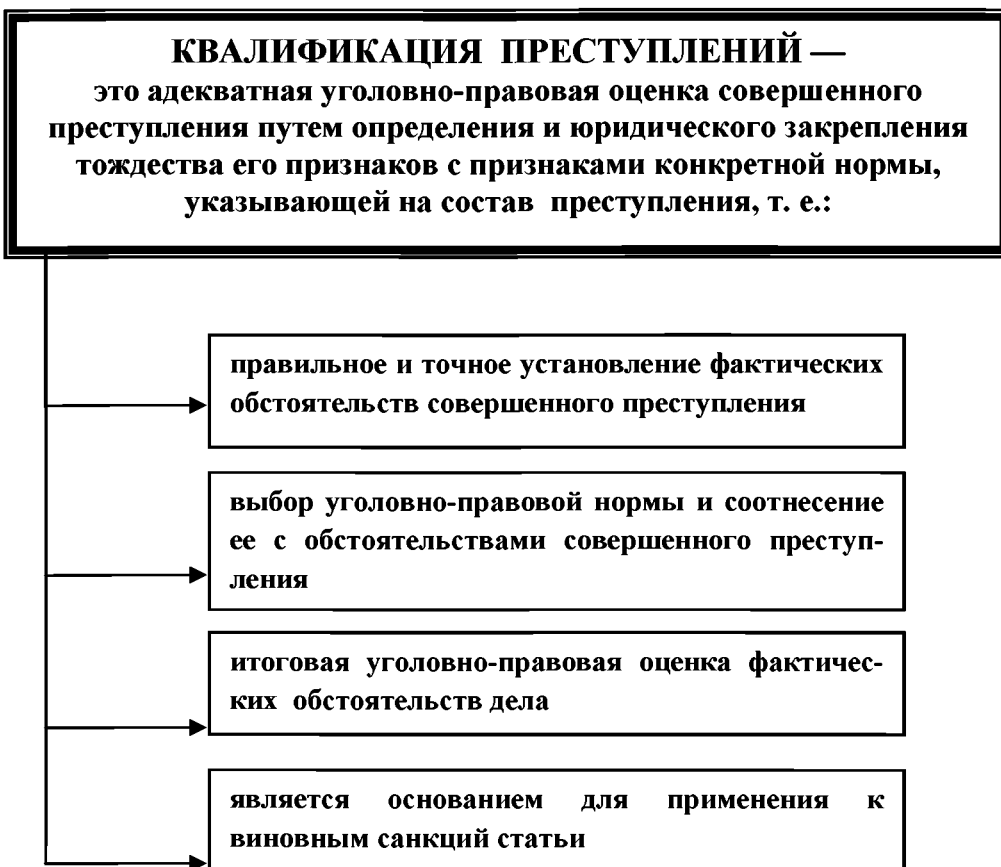 КВАЛИФИКАЦИЯ ПРЕСТУПЛЕНИЙ —
это адекватная уголовно-правовая оценка совершенного
преступления путем определения и юридического закрепления
тождества его признаков с признаками конкретной нормы,
указывающей на состав преступления, т. е.:
правильное и точное установление фактических
обстоятельств совершенного преступления
выбор уголовно-правовой нормы и соотнесение
ее с обстоятельствами совершенного преступ-
ления
итоговая уголовно-правовая оценка фактичес-
ких обстоятельств дела
является основанием для применения к
виновным санкций статьи